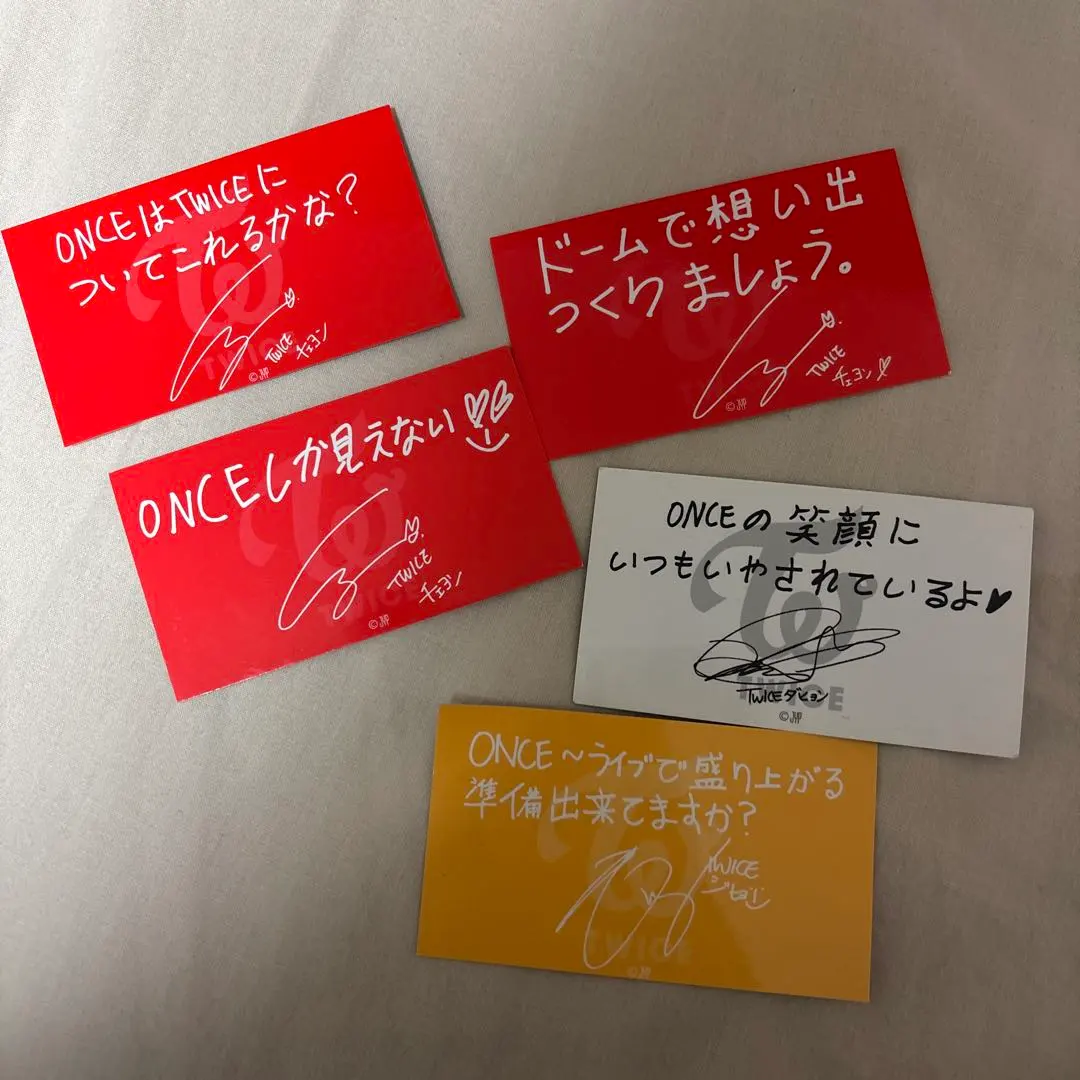 ONCEはTWICEに
ついてこれるかな?
TWICE
チェヨン
TWICE
©JYP
ドームで想い出
つくりましょう。
TWICE
チェヨン
©JYP
ONCEしか見えない
TWICE
チェヨン
TWICE
©JYP
ONCEの笑顔に
いつもいやされているよ♥
TWICEダヒョン
TWICE
©JYP
ONCE~ライブで盛り上がる
準備出来てますか?
TWICE
ジヒョ
TWICE
©JYP